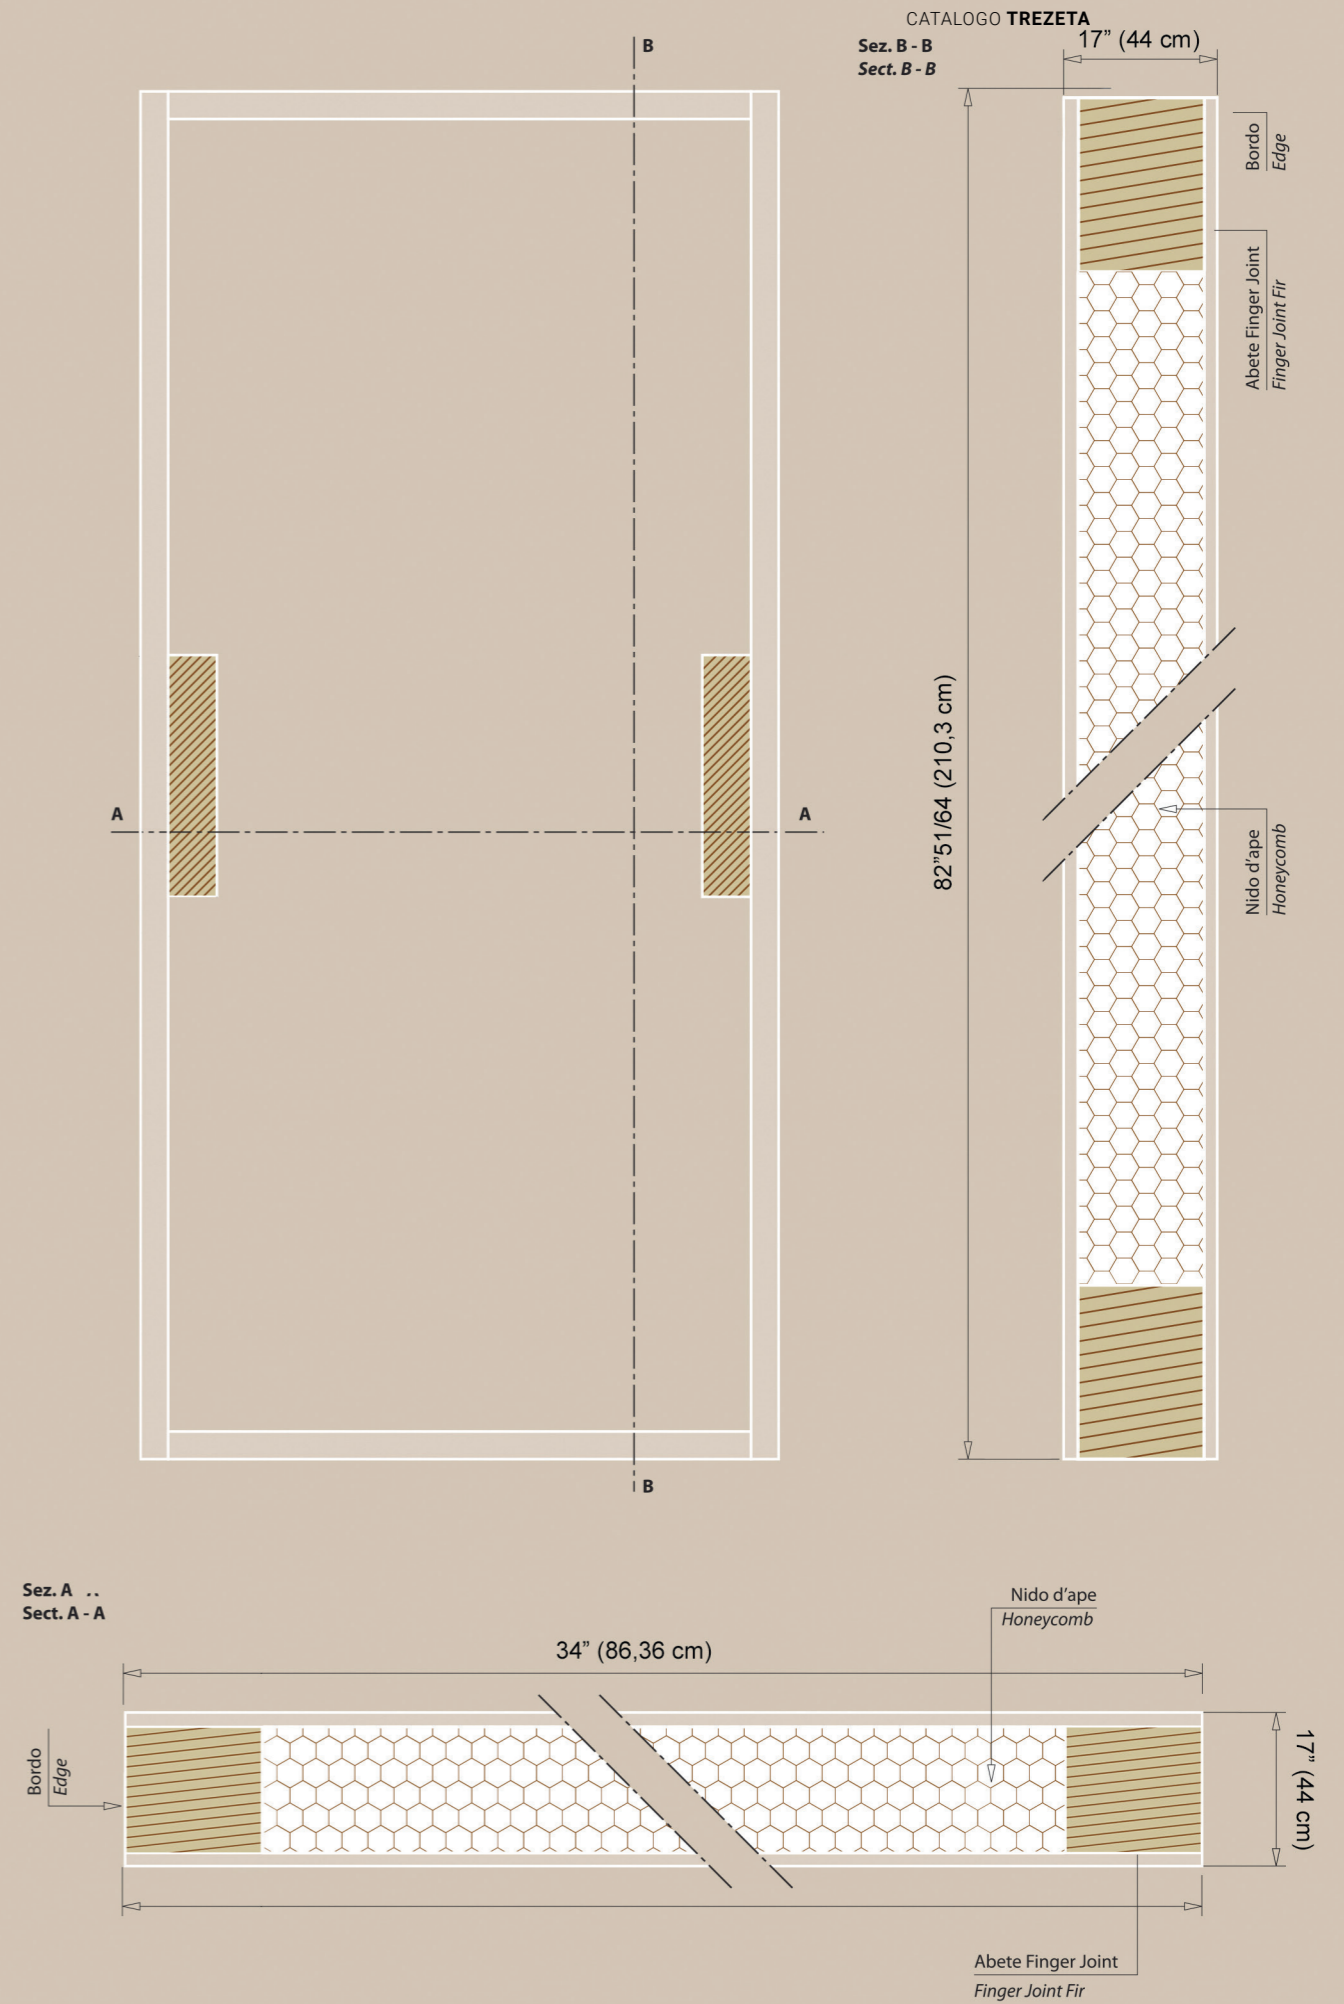 CATALOGO TREZETA
B
Sez. B - B
Sect. B - B
17” (44 cm)
Bordo
Edge
Abete Finger Joint
Finger Joint Fir
82”51/64 (210,3 cm)
A
A
Nido d’ape
Honeycomb
B
Sez. A
Sect. A - A
Nido d’ape
Honeycomb
34” (86,36 cm)
Bordo
Edge
17” (44 cm)
Abete Finger Joint
Finger Joint Fir